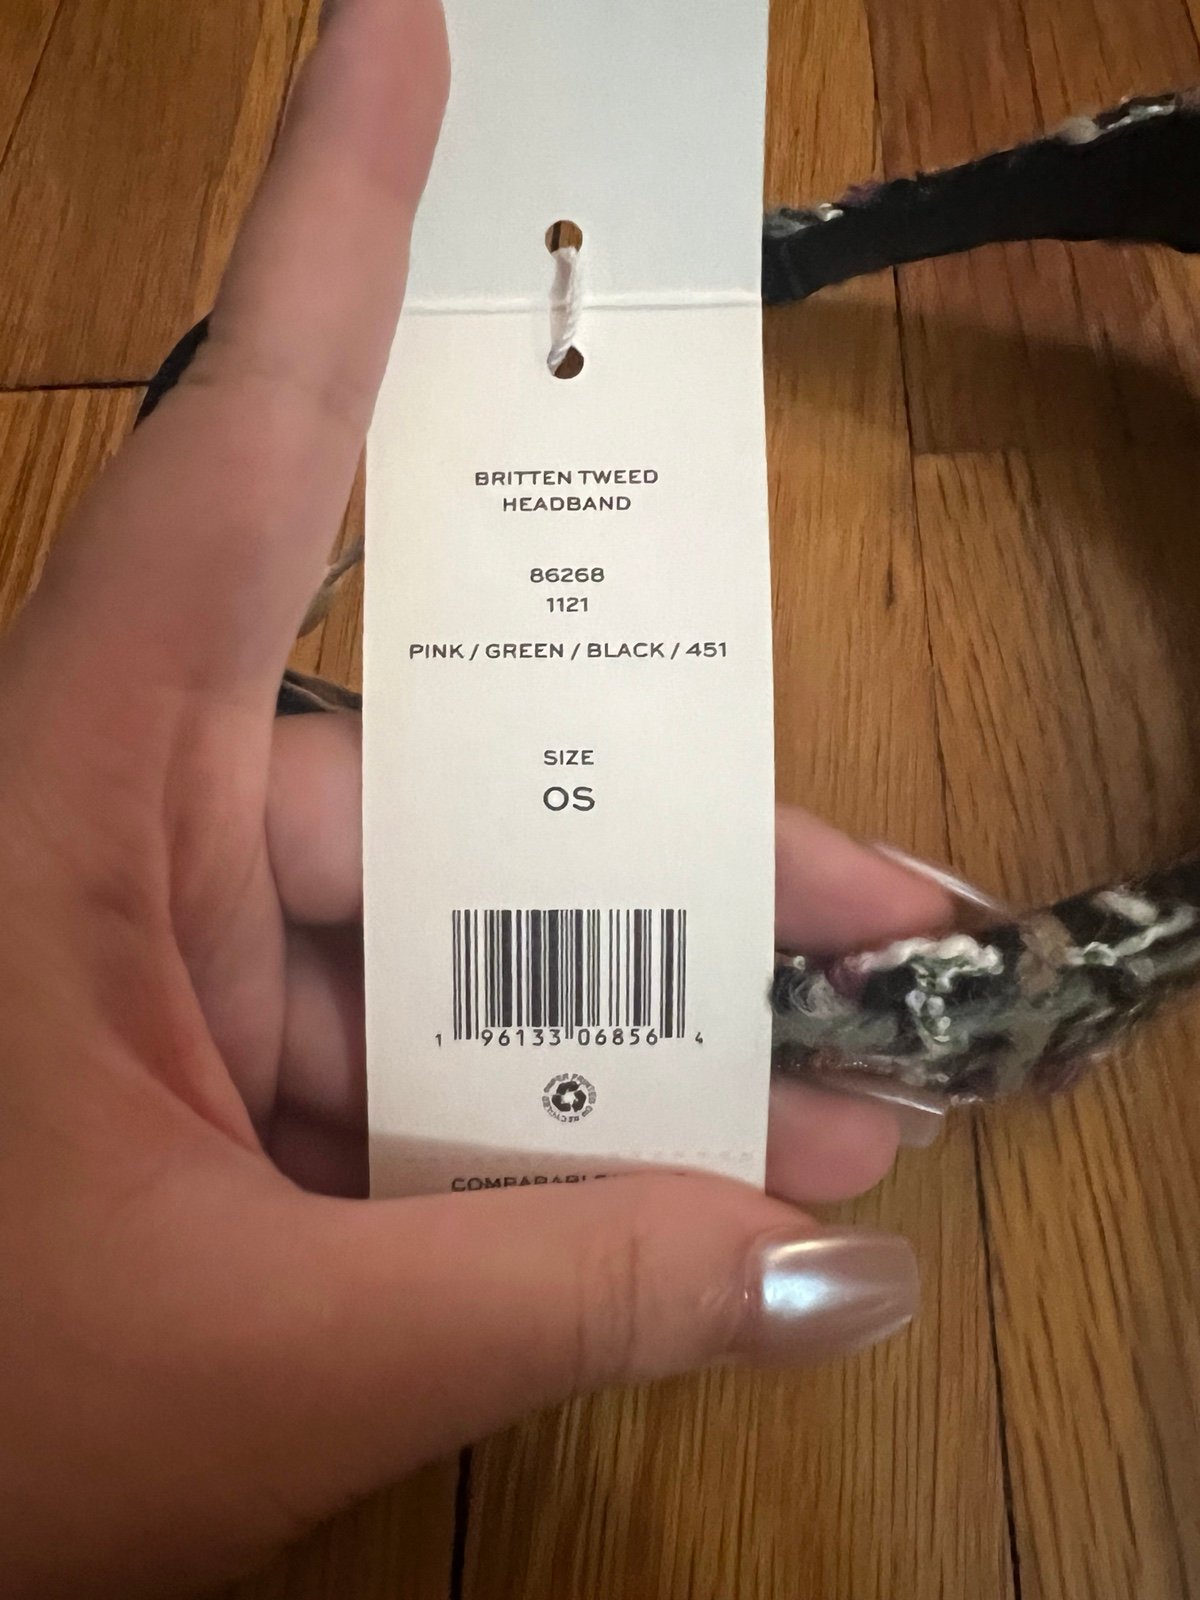 BRITTEN TWEED
HEADBAND
86268
1121
PINK / GREEN / BLACK / 451
SIZE
OS
1 96133 06856 4